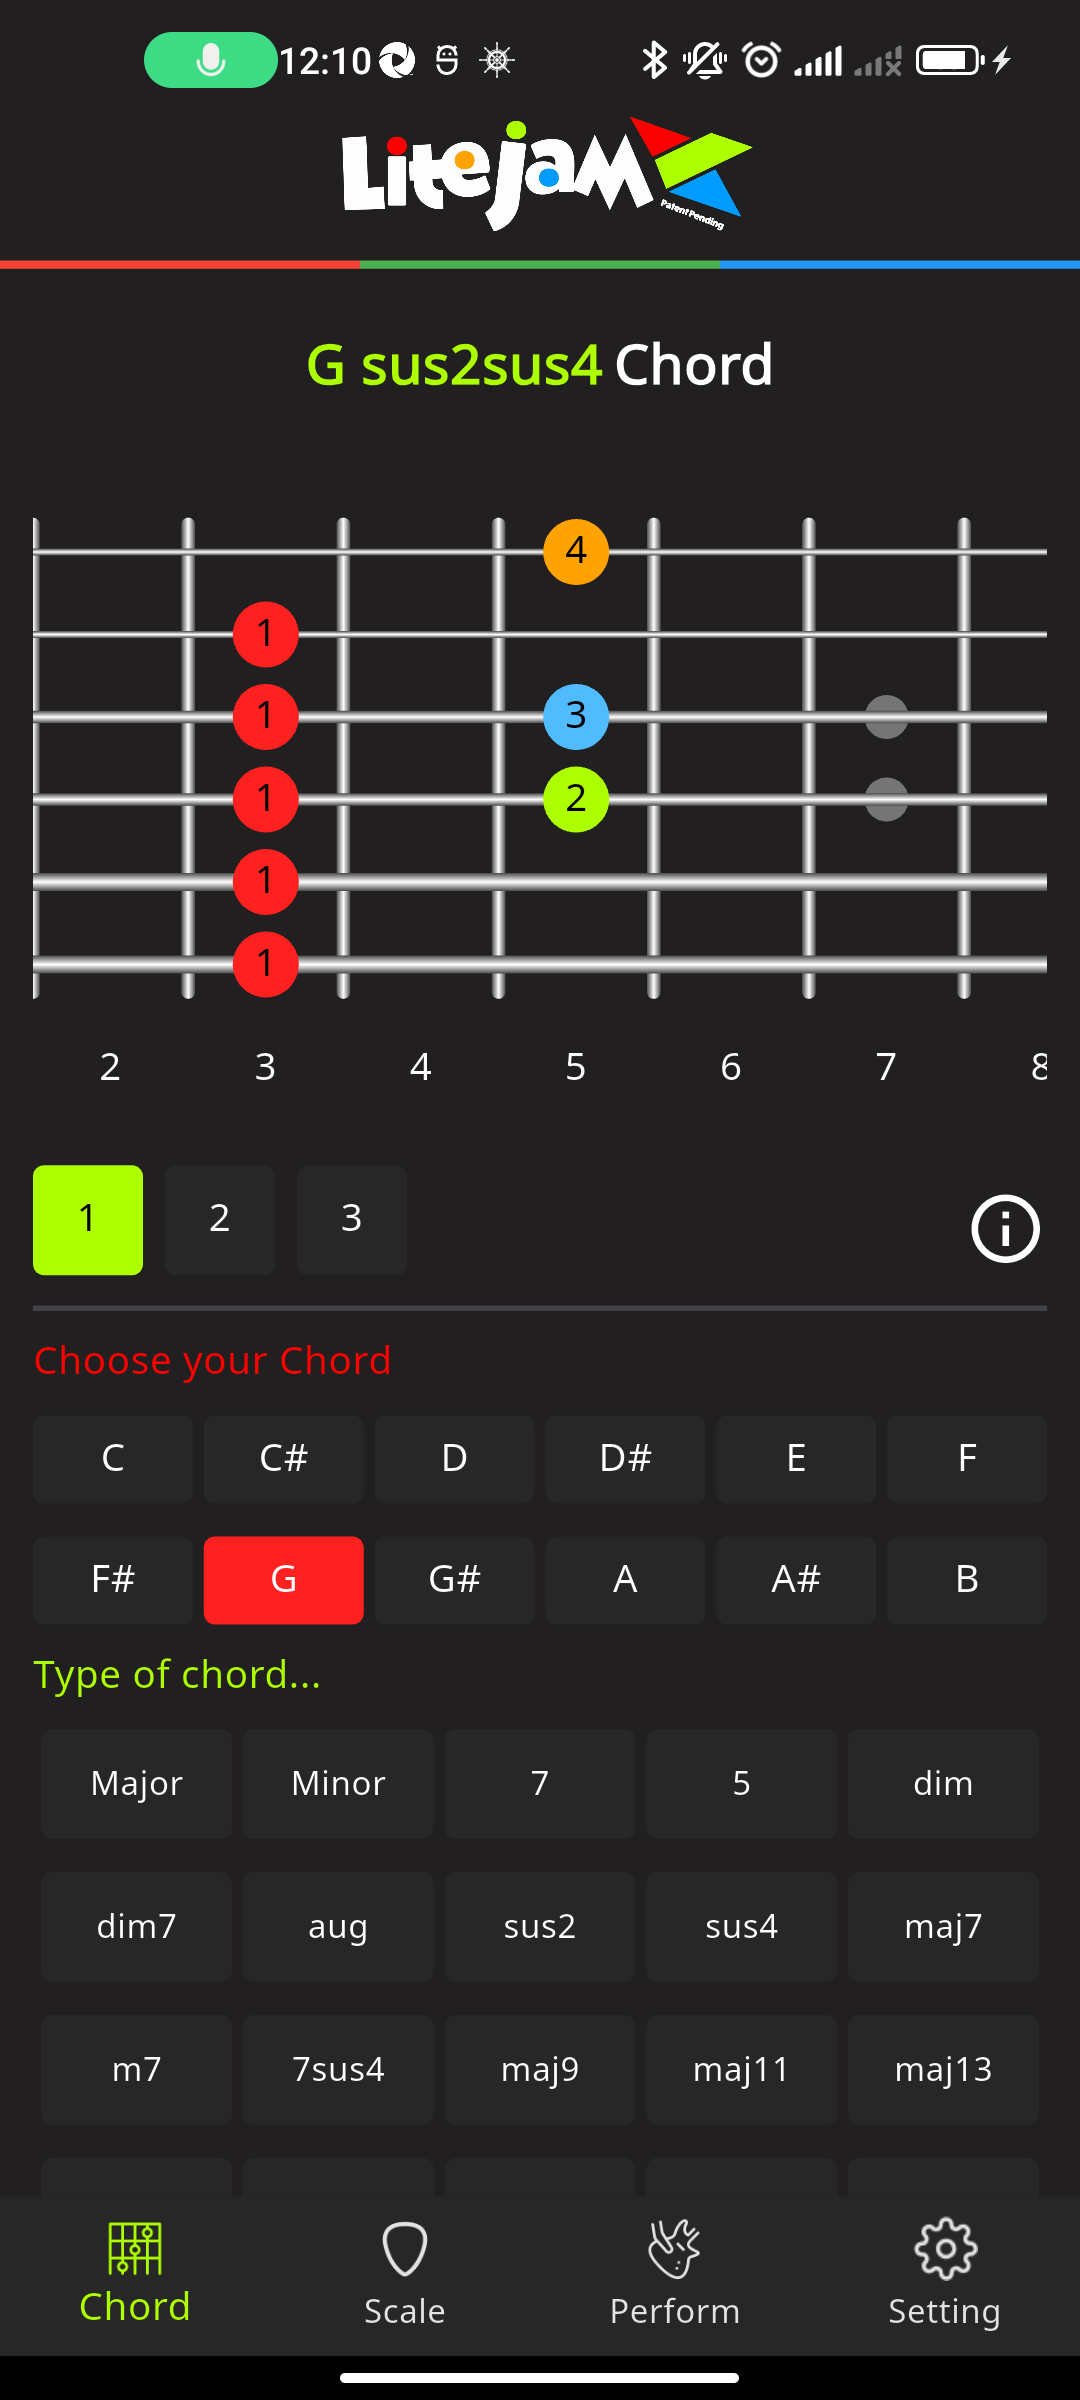 12:10
LiteJam
Patent Pending
G sus2sus4 Chord
4
1
1 3
1 2
1
1
2 3 4 5 6 7 8
1 2 3
Choose your Chord
C C# D D# E F
F# G G# A A# B
Type of chord...
Major Minor 7 5 dim
dim7 aug sus2 sus4 maj7
m7 7sus4 maj9 maj11 maj13
Chord Scale Perform Setting